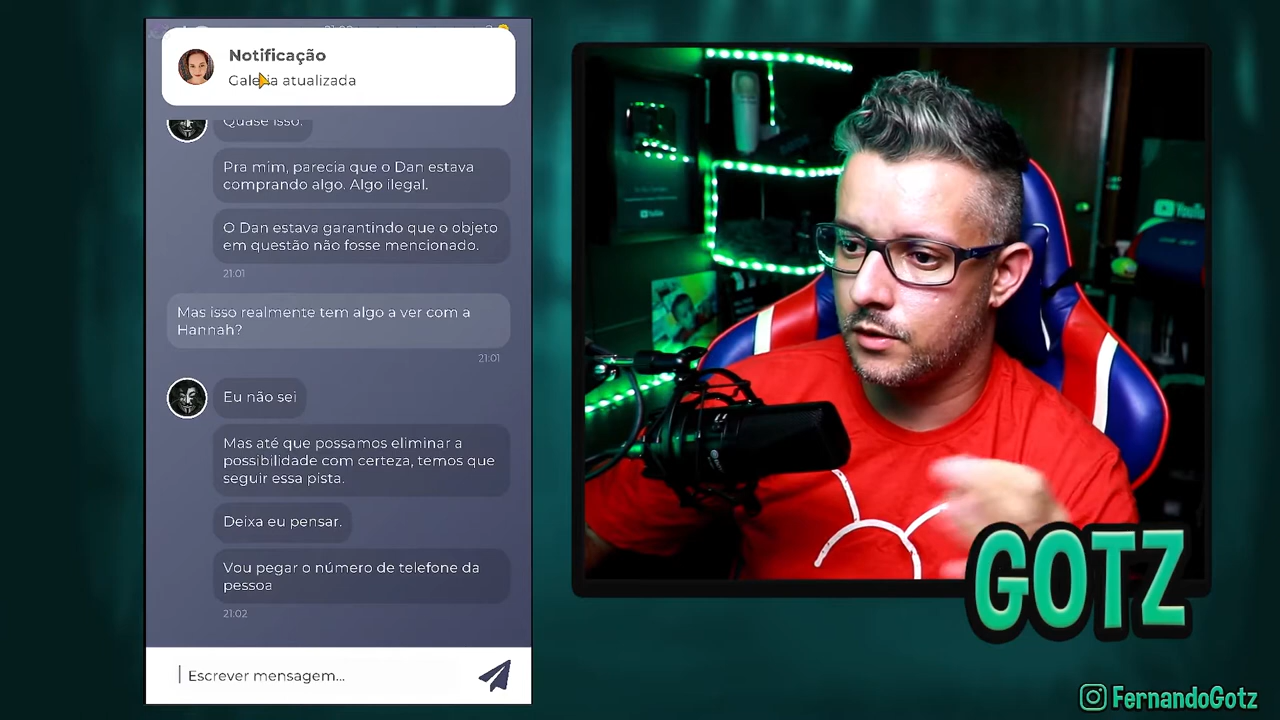 Notificação
Galeria atualizada
Quase isso.
Pra mim, parecia que o Dan estava
comprando algo. Algo ilegal.
O Dan estava garantindo que o objeto
em questão não fosse mencionado.
21:01
Mas isso realmente tem algo a ver com a
Hannah?
21:01
Eu não sei
Mas até que possamos eliminar a
possibilidade com certeza, temos que
seguir essa pista.
Deixa eu pensar.
Vou pegar o número de telefone da
pessoa
21:02
Escrever mensagem...
YouTube
YouTube
GOTZ
FernandoGotz